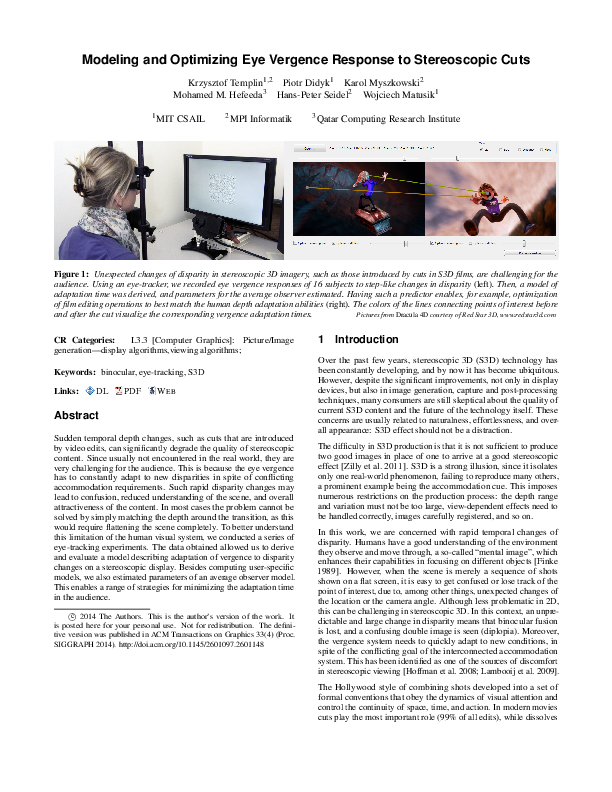 Modeling and Optimizing Eye Vergence Response to Stereoscopic Cuts
Krzysztof Templin1,2 Piotr Didyk1 Karol Myszkowski2
Mohamed M. Hefeeda3 Hans-Peter Seidel2 Wojciech Matusik1
1MIT CSAIL 2MPI Informatik 3Qatar Computing Research Institute
Figure 1: Unexpected changes of disparity in stereoscopic 3D imagery, such as those introduced by cuts in S3D films, are challenging for the
audience. Using an eye-tracker, we recorded eye vergence responses of 16 subjects to step-like changes in disparity (left). Then, a model of
adaptation time was derived, and parameters for the average observer estimated. Having such a predictor enables, for example, optimization
of film editing operations to best match the human depth adaptation abilities (right). The colors of the lines connecting points of interest before
and after the cut visualize the corresponding vergence adaptation times. Pictures from Dracula 4D courtesy of Red Star 3D, www.redstar3d.com
CR Categories: I.3.3 [Computer Graphics]: Picture/Image
generation—display algorithms,viewing algorithms;
Keywords: binocular, eye-tracking, S3D
Links: DL PDF WEB
Abstract
Sudden temporal depth changes, such as cuts that are introduced
by video edits, can significantly degrade the quality of stereoscopic
content. Since usually not encountered in the real world, they are
very challenging for the audience. This is because the eye vergence
has to constantly adapt to new disparities in spite of conflicting
accommodation requirements. Such rapid disparity changes may
lead to confusion, reduced understanding of the scene, and overall
attractiveness of the content. In most cases the problem cannot be
solved by simply matching the depth around the transition, as this
would require flattening the scene completely. To better understand
this limitation of the human visual system, we conducted a series of
eye-tracking experiments. The data obtained allowed us to derive
and evaluate a model describing adaptation of vergence to disparity
changes on a stereoscopic display. Besides computing user-specific
models, we also estimated parameters of an average observer model.
This enables a range of strategies for minimizing the adaptation time
in the audience.
© 2014 The Authors. This is the author's version of the work. It
is posted here for your personal use. Not for redistribution. The defini-
tive version was published in ACM Transactions on Graphics 33(4) (Proc.
SIGGRAPH 2014). http://doi.acm.org/10.1145/2601097.2601148
1 Introduction
Over the past few years, stereoscopic 3D (S3D) technology has
been constantly developing, and by now it has become ubiquitous.
However, despite the significant improvements, not only in display
devices, but also in image generation, capture and post-processing
techniques, many consumers are still skeptical about the quality of
current S3D content and the future of the technology itself. These
concerns are usually related to naturalness, effortlessness, and over-
all appearance: S3D effect should not be a distraction.
The difficulty in S3D production is that it is not sufficient to produce
two good images in place of one to arrive at a good stereoscopic
effect [Zilly et al. 2011]. S3D is a strong illusion, since it isolates
only one real-world phenomenon, failing to reproduce many others,
a prominent example being the accommodation cue. This imposes
numerous restrictions on the production process: the depth range
and variation must not be too large, view-dependent effects need to
be handled correctly, images carefully registered, and so on.
In this work, we are concerned with rapid temporal changes of
disparity. Humans have a good understanding of the environment
they observe and move through, a so-called “mental image”, which
enhances their capabilities in focusing on different objects [Finke
1989]. However, when the scene is merely a sequence of shots
shown on a flat screen, it is easy to get confused or lose track of the
point of interest, due to, among other things, unexpected changes of
the location or the camera angle. Although less problematic in 2D,
this can be challenging in stereoscopic 3D. In this context, an unpre-
dictable and large change in disparity means that binocular fusion
is lost, and a confusing double image is seen (diplopia). Moreover,
the vergence system needs to quickly adapt to new conditions, in
spite of the conflicting goal of the interconnected accommodation
system. This has been identified as one of the sources of discomfort
in stereoscopic viewing [Hoffman et al. 2008; Lambooij et al. 2009].
The Hollywood style of combining shots developed into a set of
formal conventions that obey the dynamics of visual attention and
control the continuity of space, time, and action. In modern movies
cuts play the most important role (99% of all edits), while dissolves